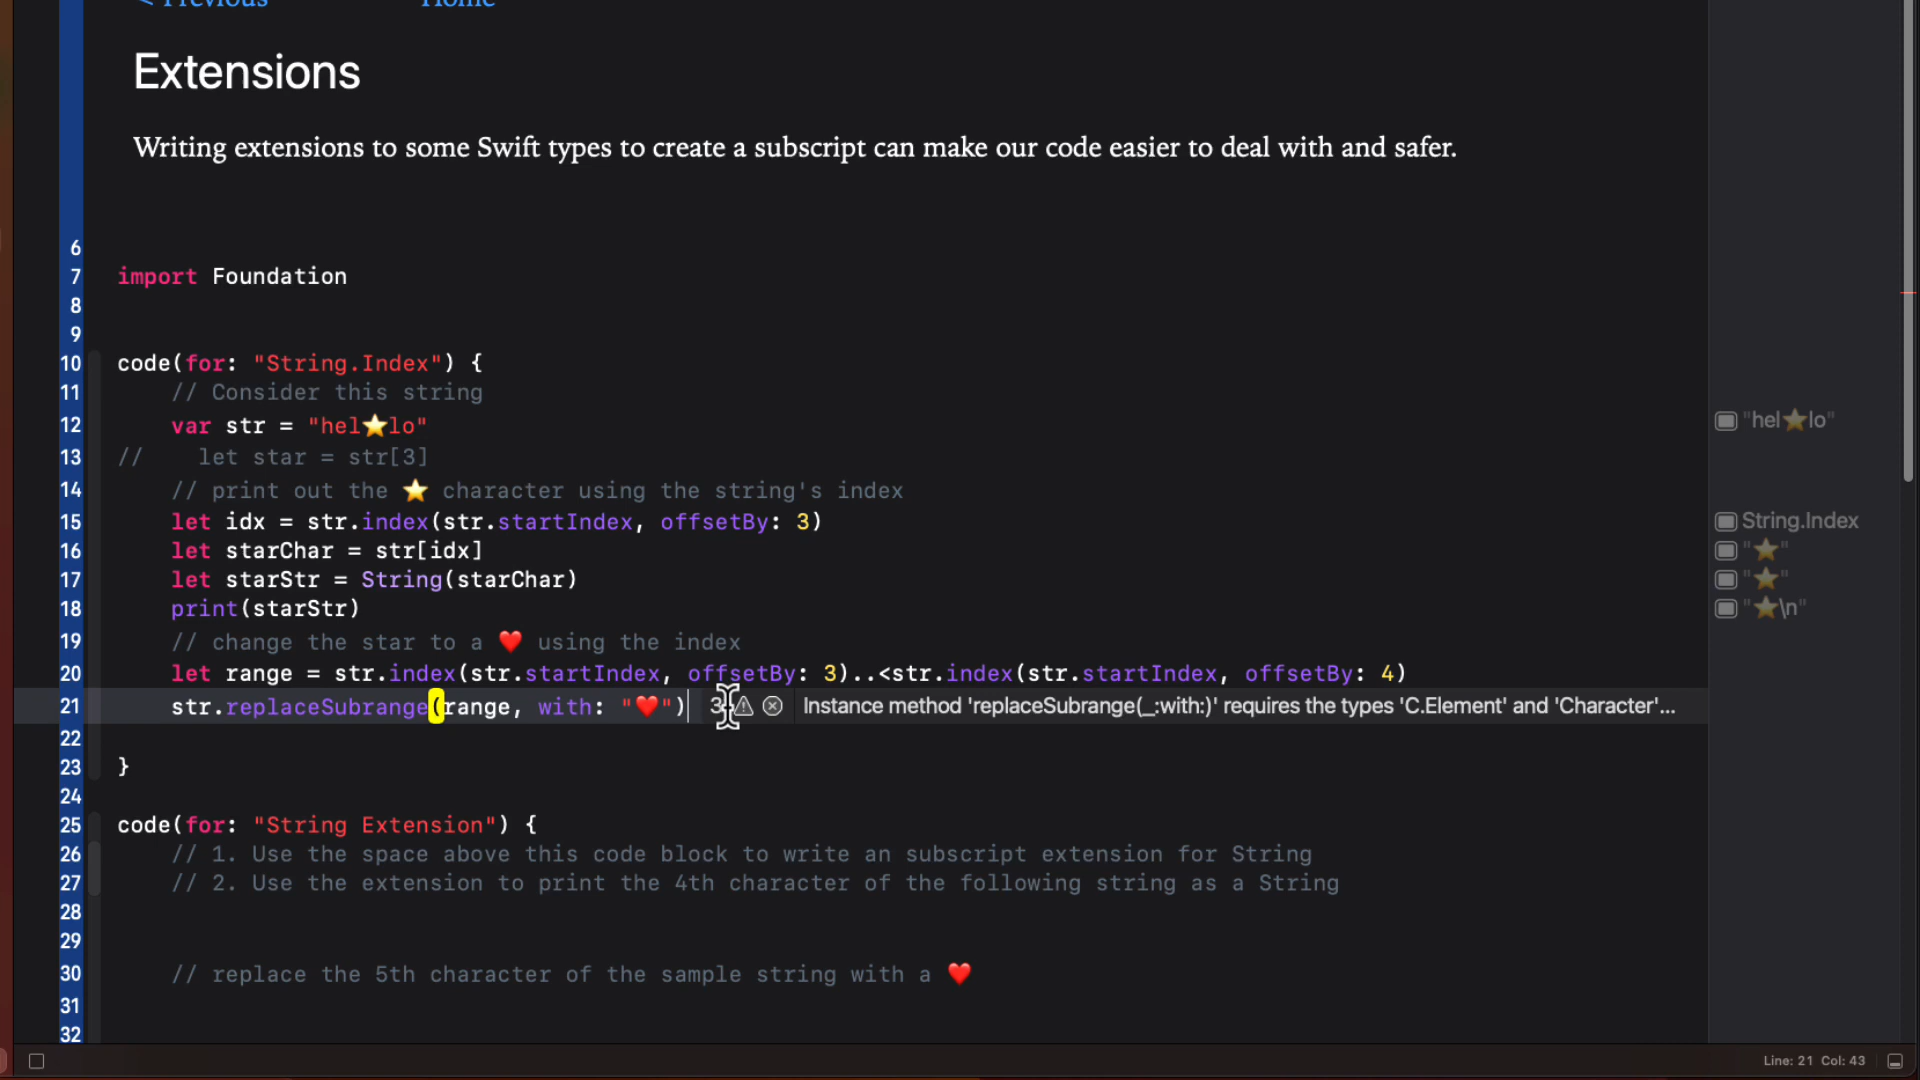 < Previous Home
Extensions
Writing extensions to some Swift types to create a subscript can make our code easier to deal with and safer.
6
7 import Foundation
8
9
10 code(for: "String.Index") {
11 // Consider this string
12 var str = "hel⭐️lo" "hel⭐️lo"
13 // let star = str[3]
14 // print out the ⭐️ character using the string's index
15 let idx = str.index(str.startIndex, offsetBy: 3) String.Index
16 let starChar = str[idx] "⭐️"
17 let starStr = String(starChar) "⭐️"
18 print(starStr) "⭐️\n"
19 // change the star to a ❤️ using the index
20 let range = str.index(str.startIndex, offsetBy: 3)..<str.index(str.startIndex, offsetBy: 4)
21 str.replaceSubrange(range, with: "❤️") 3 Instance method 'replaceSubrange(_:with:)' requires the types 'C.Element' and 'Character'...
22
23 }
24
25 code(for: "String Extension") {
26 // 1. Use the space above this code block to write an subscript extension for String
27 // 2. Use the extension to print the 4th character of the following string as a String
28
29
30 // replace the 5th character of the sample string with a ❤️
31
32
Line: 21 Col: 43